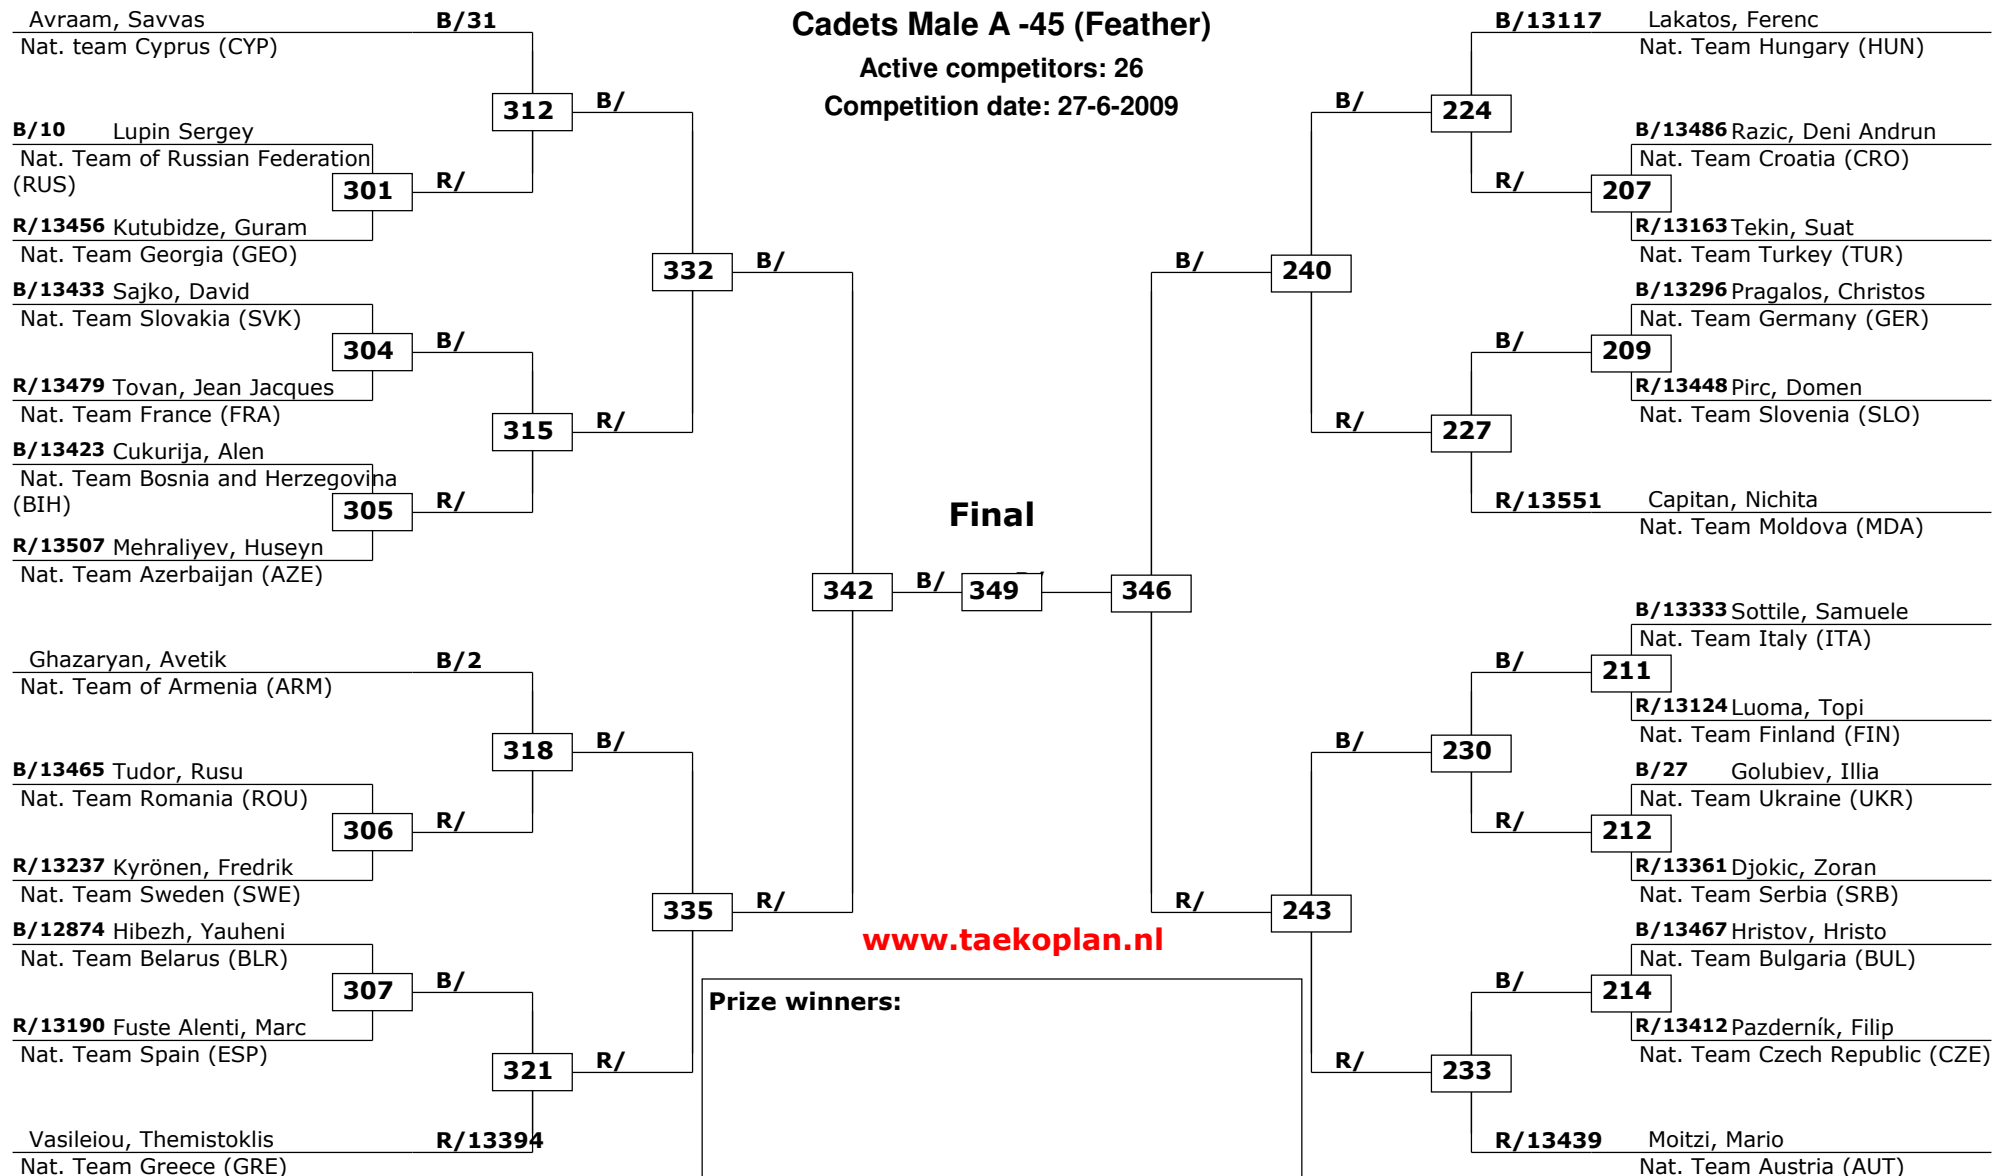 Cadets Male A -45 (Feather)
Active competitors: 26
Competition date: 27-6-2009
Avraam, Savvas B/31
Nat. team Cyprus (CYP)
312 B/
B/10 Lupin Sergey
Nat. Team of Russian Federation
(RUS)
301 R/
R/13456 Kutubidze, Guram
Nat. Team Georgia (GEO)
332 B/
B/13433 Sajko, David
Nat. Team Slovakia (SVK)
304 B/
R/13479 Tovan, Jean Jacques
Nat. Team France (FRA)
315 R/
B/13423 Cukurija, Alen
Nat. Team Bosnia and Herzegovina
(BIH)
305 R/
R/13507 Mehraliyev, Huseyn
Nat. Team Azerbaijan (AZE)
Final
342 B/ 349 346
Ghazaryan, Avetik B/2
Nat. Team of Armenia (ARM)
318 B/
B/13465 Tudor, Rusu
Nat. Team Romania (ROU)
306 R/
R/13237 Kyrönen, Fredrik
Nat. Team Sweden (SWE)
335 R/
B/12874 Hibezh, Yauheni
Nat. Team Belarus (BLR)
307 B/
R/13190 Fuste Alenti, Marc
Nat. Team Spain (ESP)
321 R/
Vasileiou, Themistoklis R/13394
Nat. Team Greece (GRE)
B/13117 Lakatos, Ferenc
Nat. Team Hungary (HUN)
B/ 224
B/13486 Razic, Deni Andrun
Nat. Team Croatia (CRO)
R/ 207
R/13163 Tekin, Suat
Nat. Team Turkey (TUR)
B/ 240
B/13296 Pragalos, Christos
Nat. Team Germany (GER)
B/ 209
R/13448 Pirc, Domen
Nat. Team Slovenia (SLO)
R/ 227
R/13551 Capitan, Nichita
Nat. Team Moldova (MDA)
B/13333 Sottile, Samuele
Nat. Team Italy (ITA)
B/ 211
R/13124 Luoma, Topi
Nat. Team Finland (FIN)
B/ 230
B/27 Golubiev, Illia
Nat. Team Ukraine (UKR)
R/ 212
R/13361 Djokic, Zoran
Nat. Team Serbia (SRB)
R/ 243
B/13467 Hristov, Hristo
Nat. Team Bulgaria (BUL)
B/ 214
R/13412 Pazderník, Filip
Nat. Team Czech Republic (CZE)
R/ 233
R/13439 Moitzi, Mario
Nat. Team Austria (AUT)
www.taekoplan.nl
Prize winners: